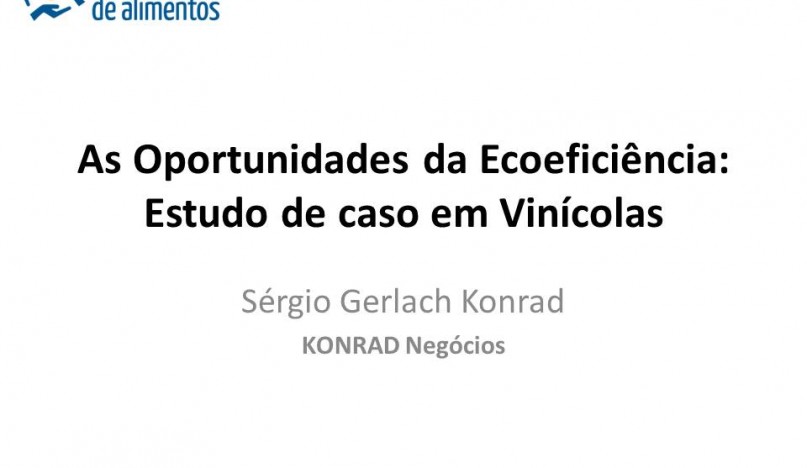 de alimentos
As Oportunidades da Ecoeficiência:
Estudo de caso em Vinícolas
Sérgio Gerlach Konrad
KONRAD Negócios